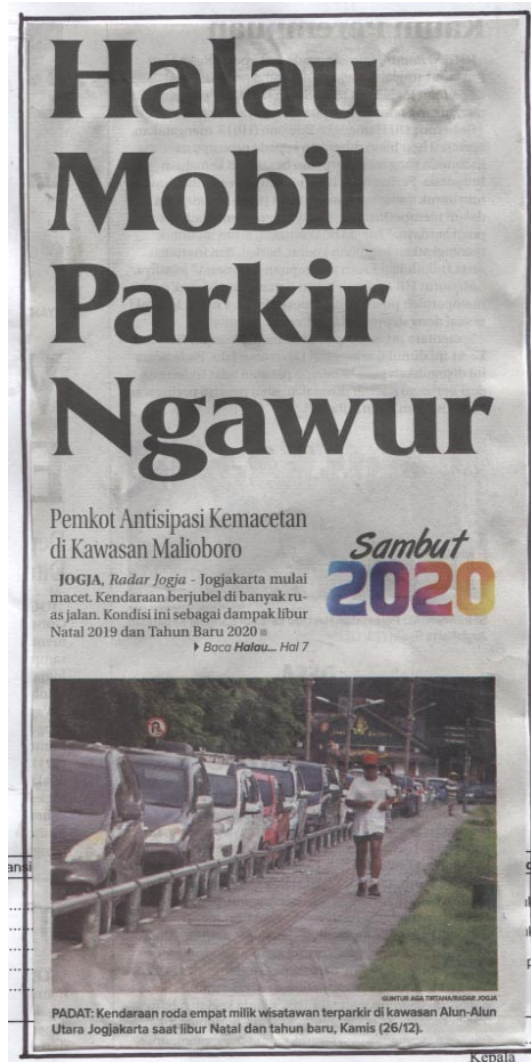 Halau
Mobil
Parkir
Ngawur
Pemkot Antisipasi Kemacetan
di Kawasan Malioboro
Sambut
2020
JOGJA, Radar Jogja - Jogjakarta mulai
macet. Kendaraan berjubel di banyak ru-
as jalan. Kondisi ini sebagai dampak libur
Natal 2019 dan Tahun Baru 2020
Baca Halau... Hal 7
GUNTUR AGA TIRTANA/RADAR JOGJA
PADAT: Kendaraan roda empat milik wisatawan terparkir di kawasan Alun-Alun
Utara Jogjakarta saat libur Natal dan tahun baru, Kamis (26/12).
Kepala